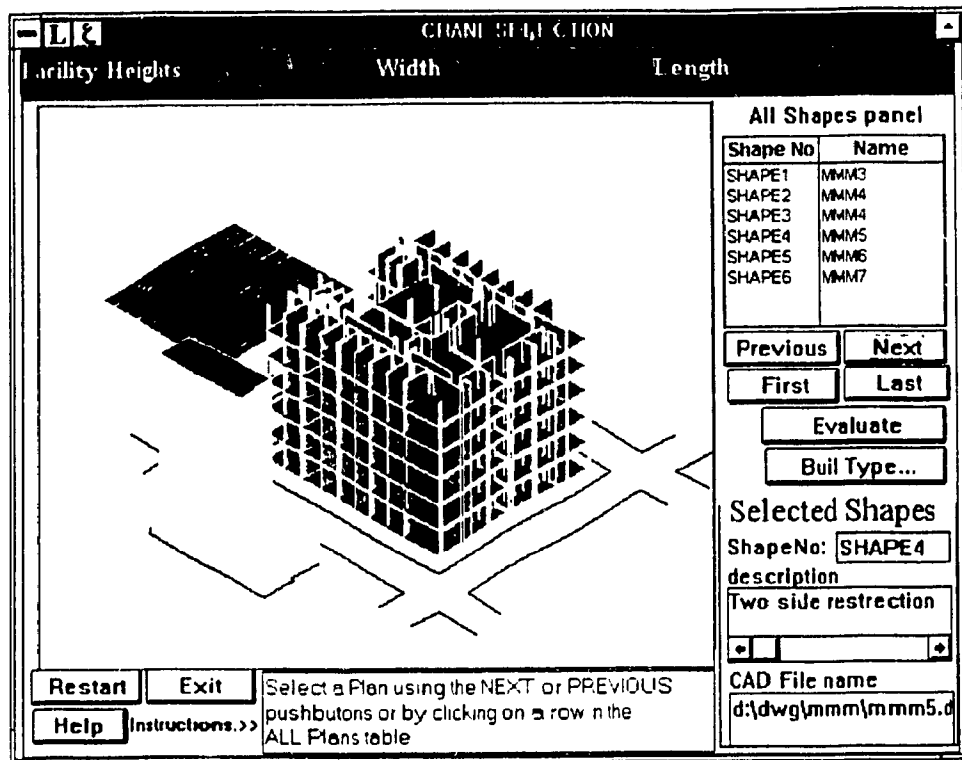 CRANE SELECTION
Facility Heights Width Length
All Shapes panel
Shape No Name
SHAPE1 MMM3
SHAPE2 MMM4
SHAPE3 MMM4
SHAPE4 MMM5
SHAPE5 MMM6
SHAPE6 MMM7
Previous Next
First Last
Evaluate
Buil Type...
Selected Shapes
ShapeNo: SHAPE4
description
Two side restrection
CAD File name
d:\dwg\mmm\mmm5.d
Restart Exit
Help Instructions.>>
Select a Plan using the NEXT or PREVIOUS
pushbutons or by clicking on a row n the
ALL Plans table